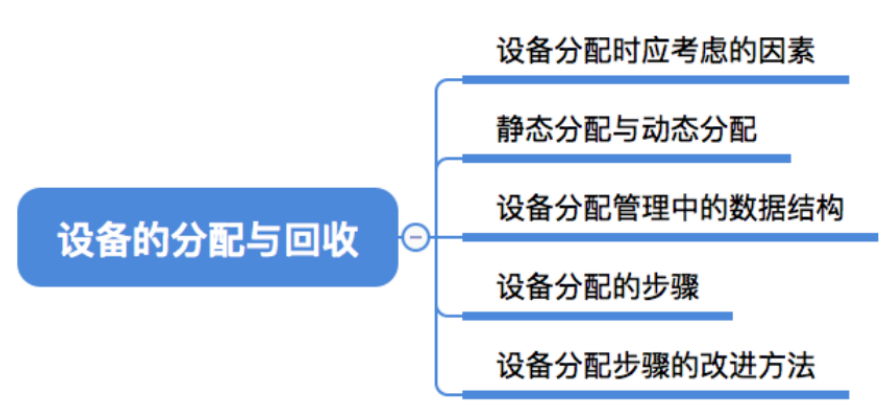 设备分配时应考虑的因素
静态分配与动态分配
设备的分配与回收
设备分配管理中的数据结构
设备分配的步骤
设备分配步骤的改进方法